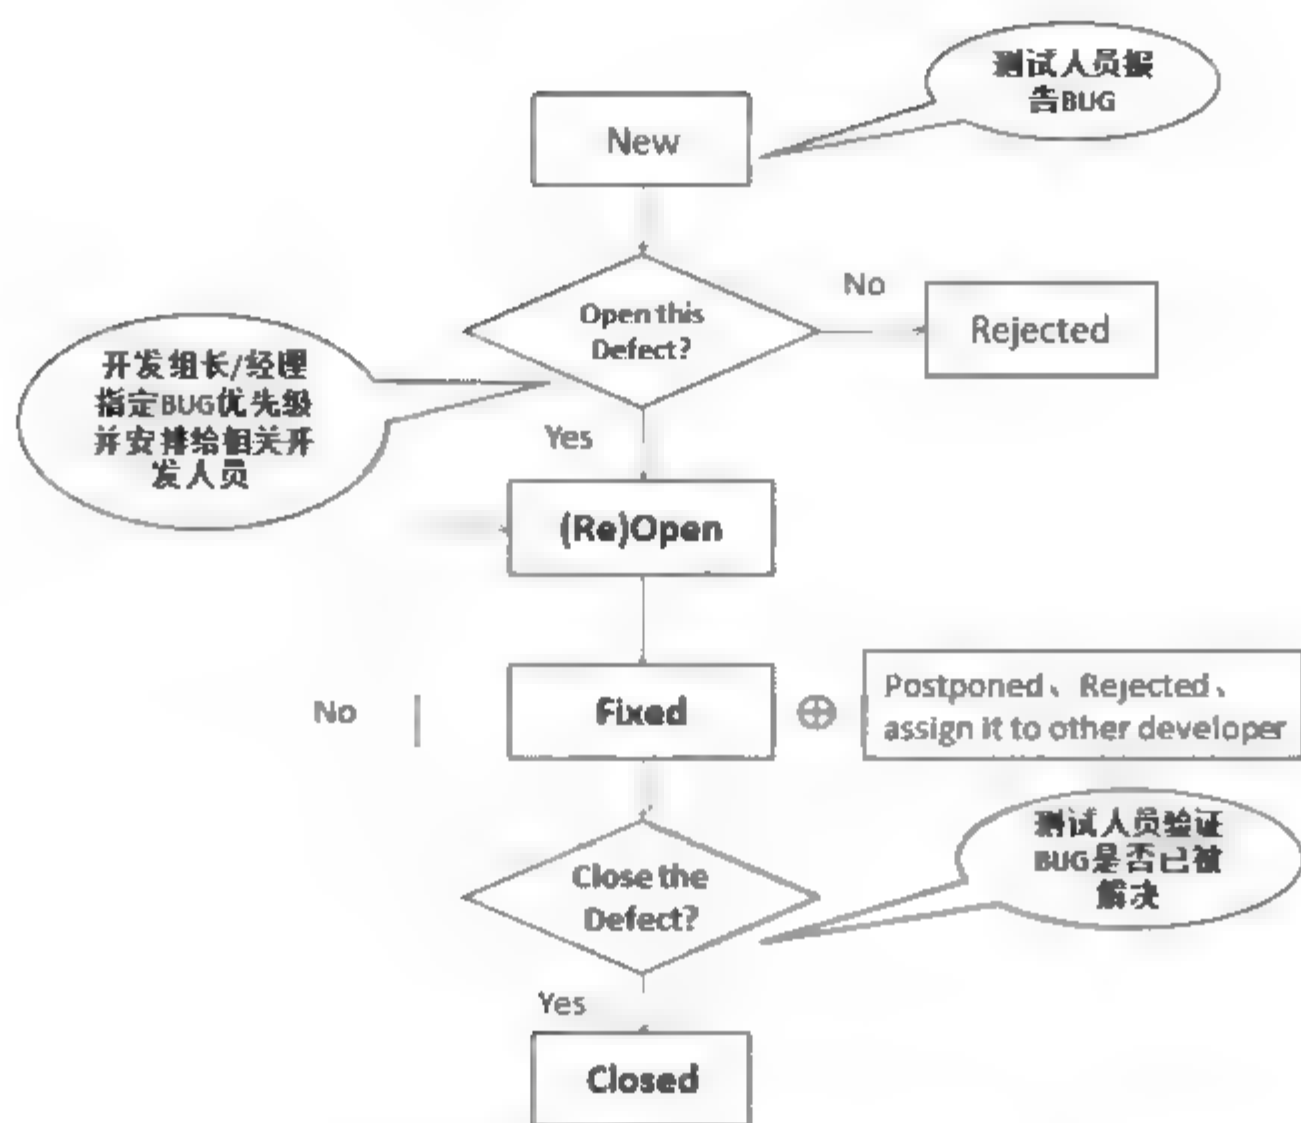 测试人员报
告BUG
New
Open this
Defect?
No
Rejected
开发组长/经理
指定BUG优先级
并安排给相关开
发人员
Yes
(Re)Open
No
Fixed
Postponed、Rejected、
assign it to other developer
测试人员验证
BUG是否已被
解决
Close the
Defect?
Yes
Closed